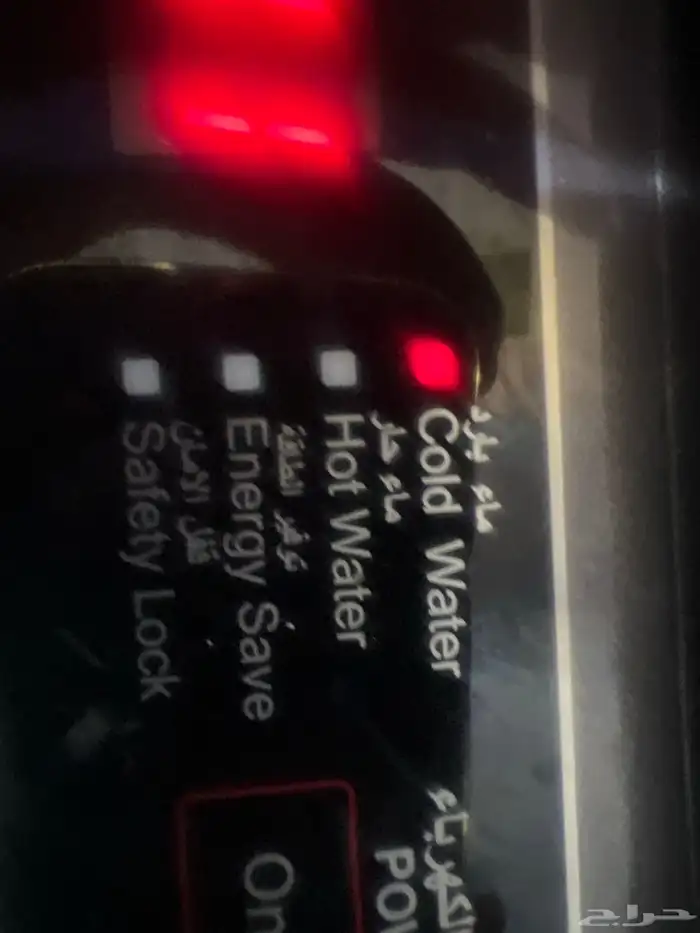 ماء بارد
Cold Water
ماء حار
Hot Water
توفير الطاقة
Energy Save
قفل الامان
Safety Lock
الكهرباء
POW
On
حراج